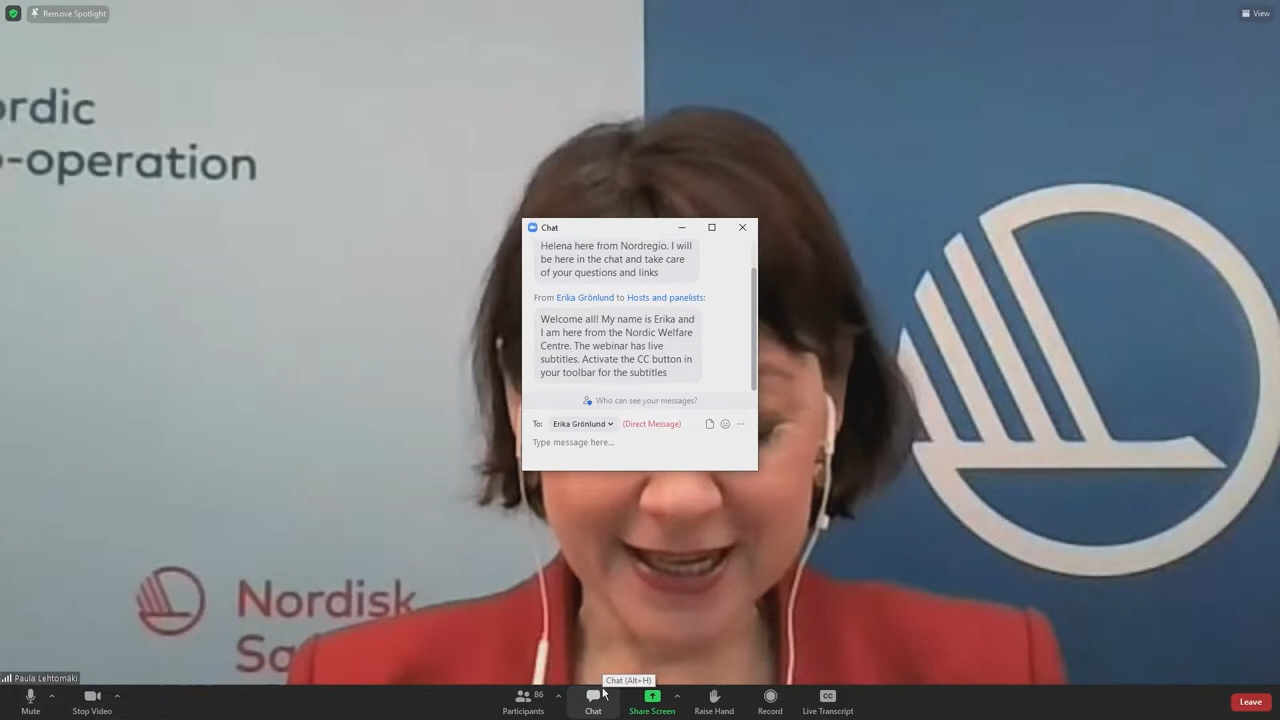 Remove Spotlight
View
ordic
o-operation
Chat
Helena here from Nordregio. I will
be here in the chat and take care
of your questions and links
From Erika Grönlund to Hosts and panelists:
Welcome all! My name is Erika and
I am here from the Nordic Welfare
Centre. The webinar has live
subtitles. Activate the CC button in
your toolbar for the subtitles
Who can see your messages?
To: Erika Grönlund (Direct Message)
Type message here...
Nordisk
Sa
Paula Lehtomäki
Chat (Alt+H)
86
CC
Mute
Stop Video
Participants
Chat
Share Screen
Raise Hand
Record
Live Transcript
Leave